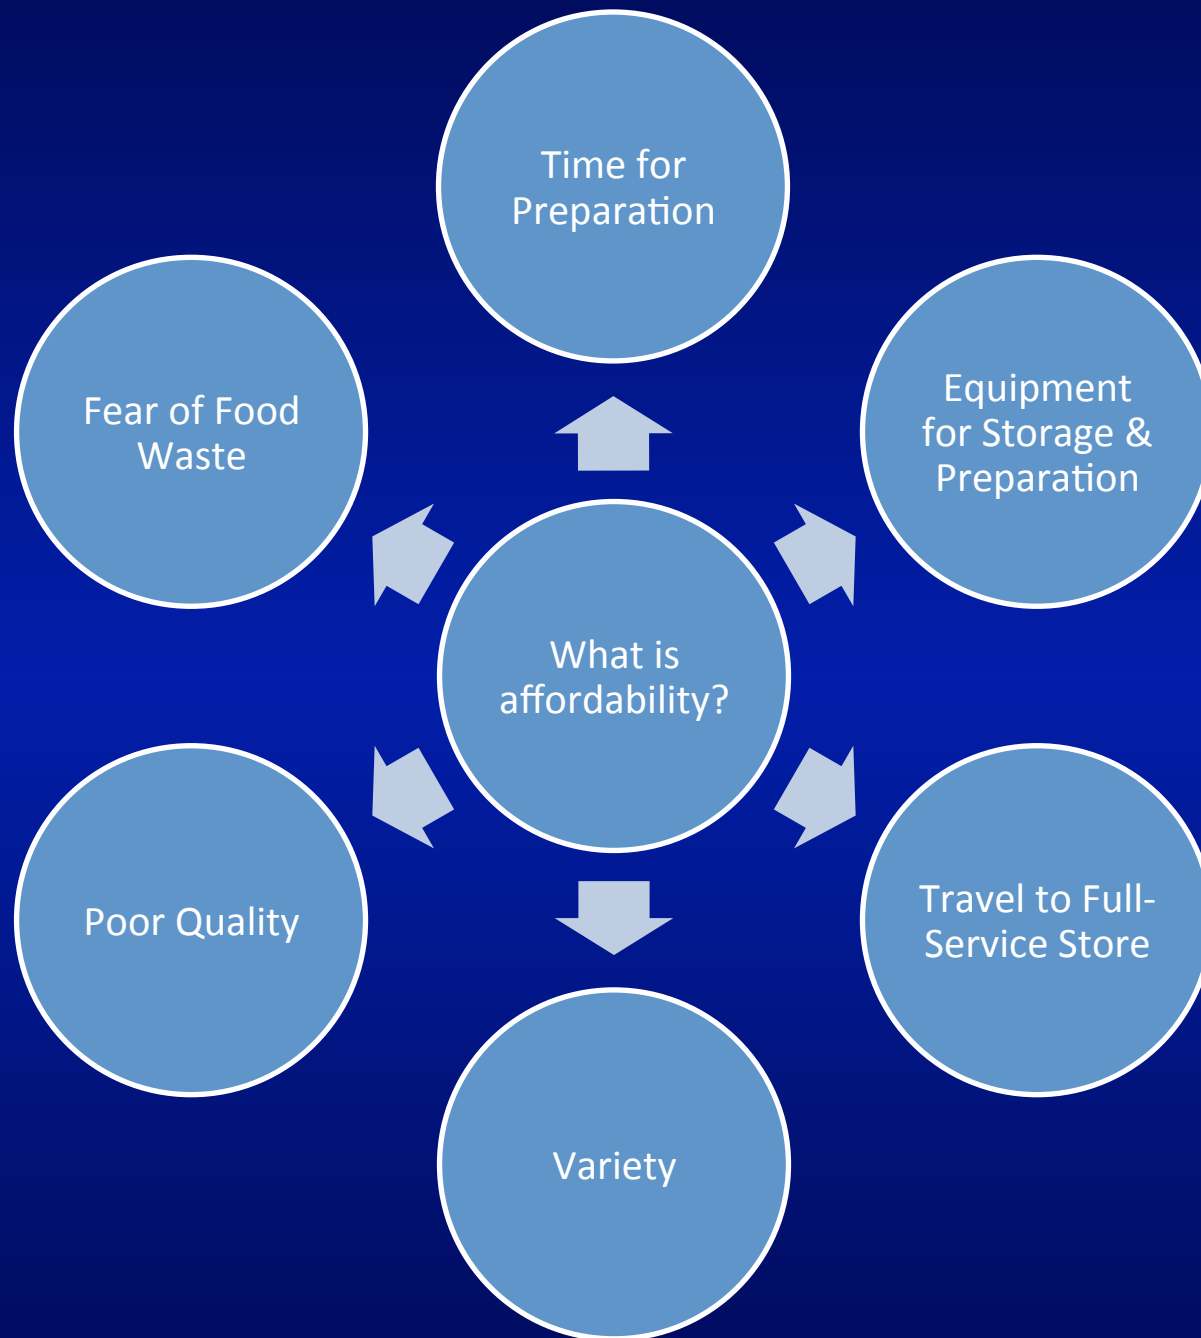 Time for
Preparation
Fear of Food
Waste
Equipment
for Storage &
Preparation
What is
affordability?
Poor Quality
Travel to Full-
Service Store
Variety